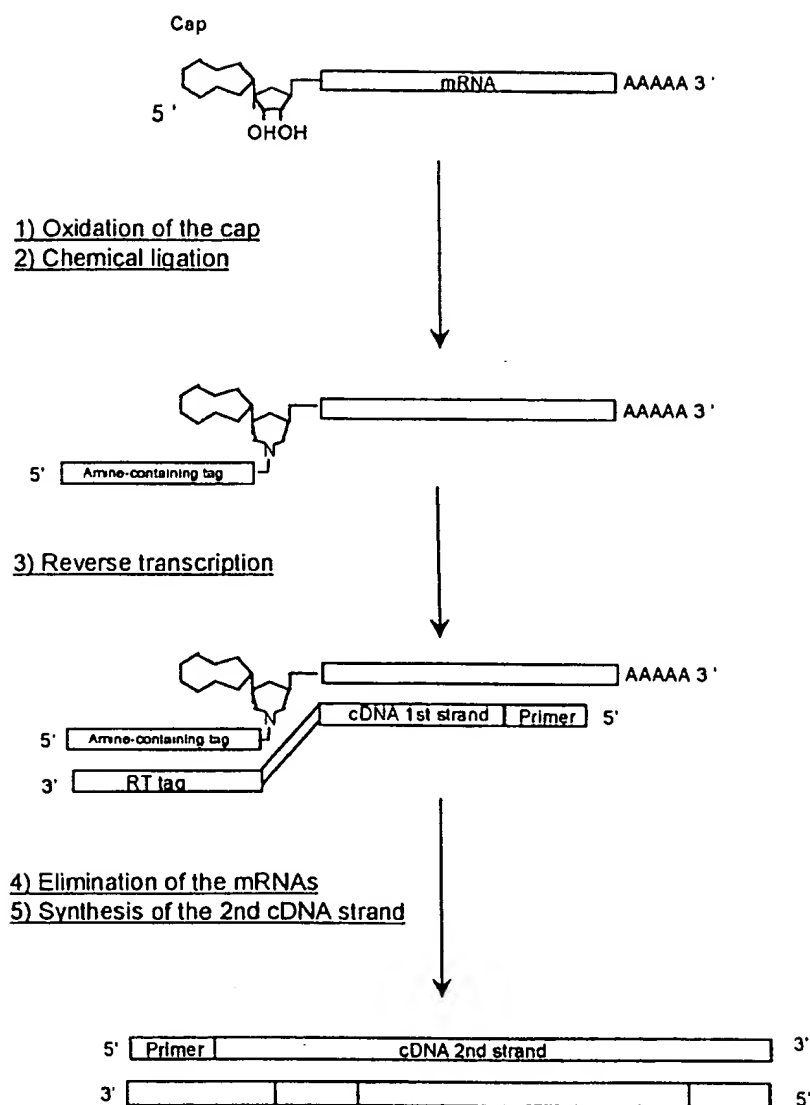 Cap
mRNA AAAAA 3 '
5 '
OHOH
1) Oxidation of the cap
2) Chemical ligation
AAAAA 3 '
N
5' Amine-containing tag
3) Reverse transcription
AAAAA 3 '
cDNA 1st strand Primer 5'
N
5' Amine-containing tag
3' RT tag
4) Elimination of the mRNAs
5) Synthesis of the 2nd cDNA strand
5' Primer cDNA 2nd strand 3'
3' 5'